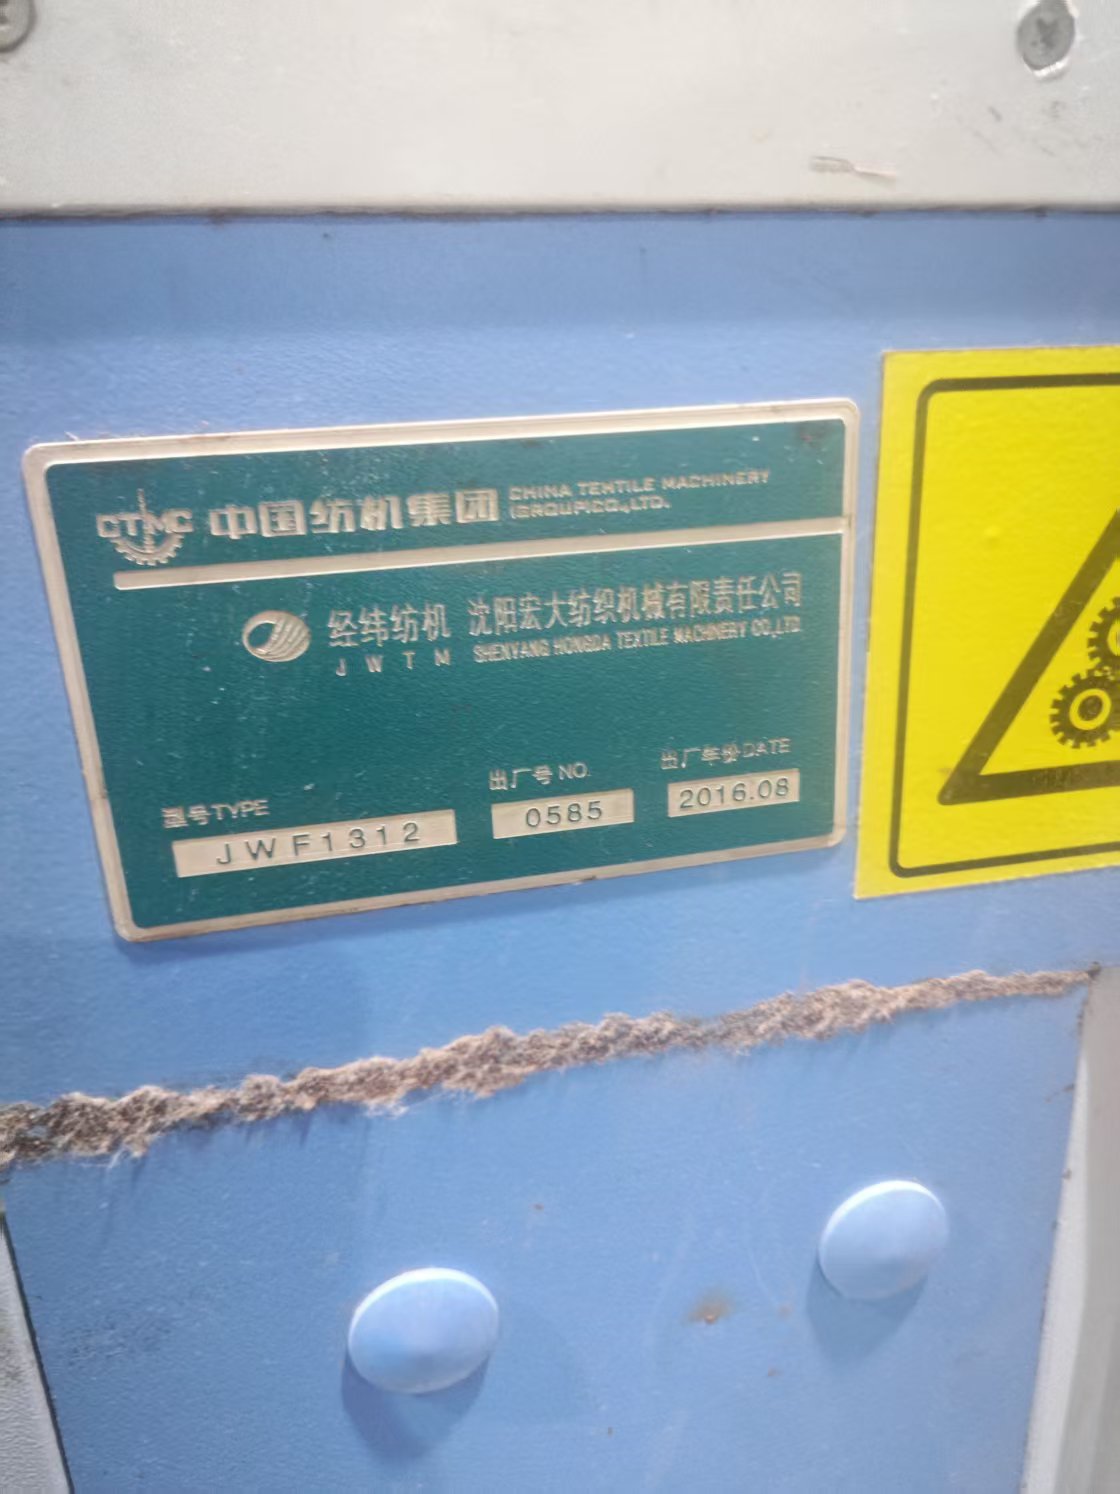 CTMC 中国纺机集团 CHINA TEXTILE MACHINERY
(GROUP)CO.,LTD.
经纬纺机 沈阳宏大纺织机械有限责任公司
JWTM SHENYANG HONGDA TEXTILE MACHINERY CO.,LTD.
型号TYPE 出厂号NO. 出厂年份DATE
JWF1312 0585 2016.08